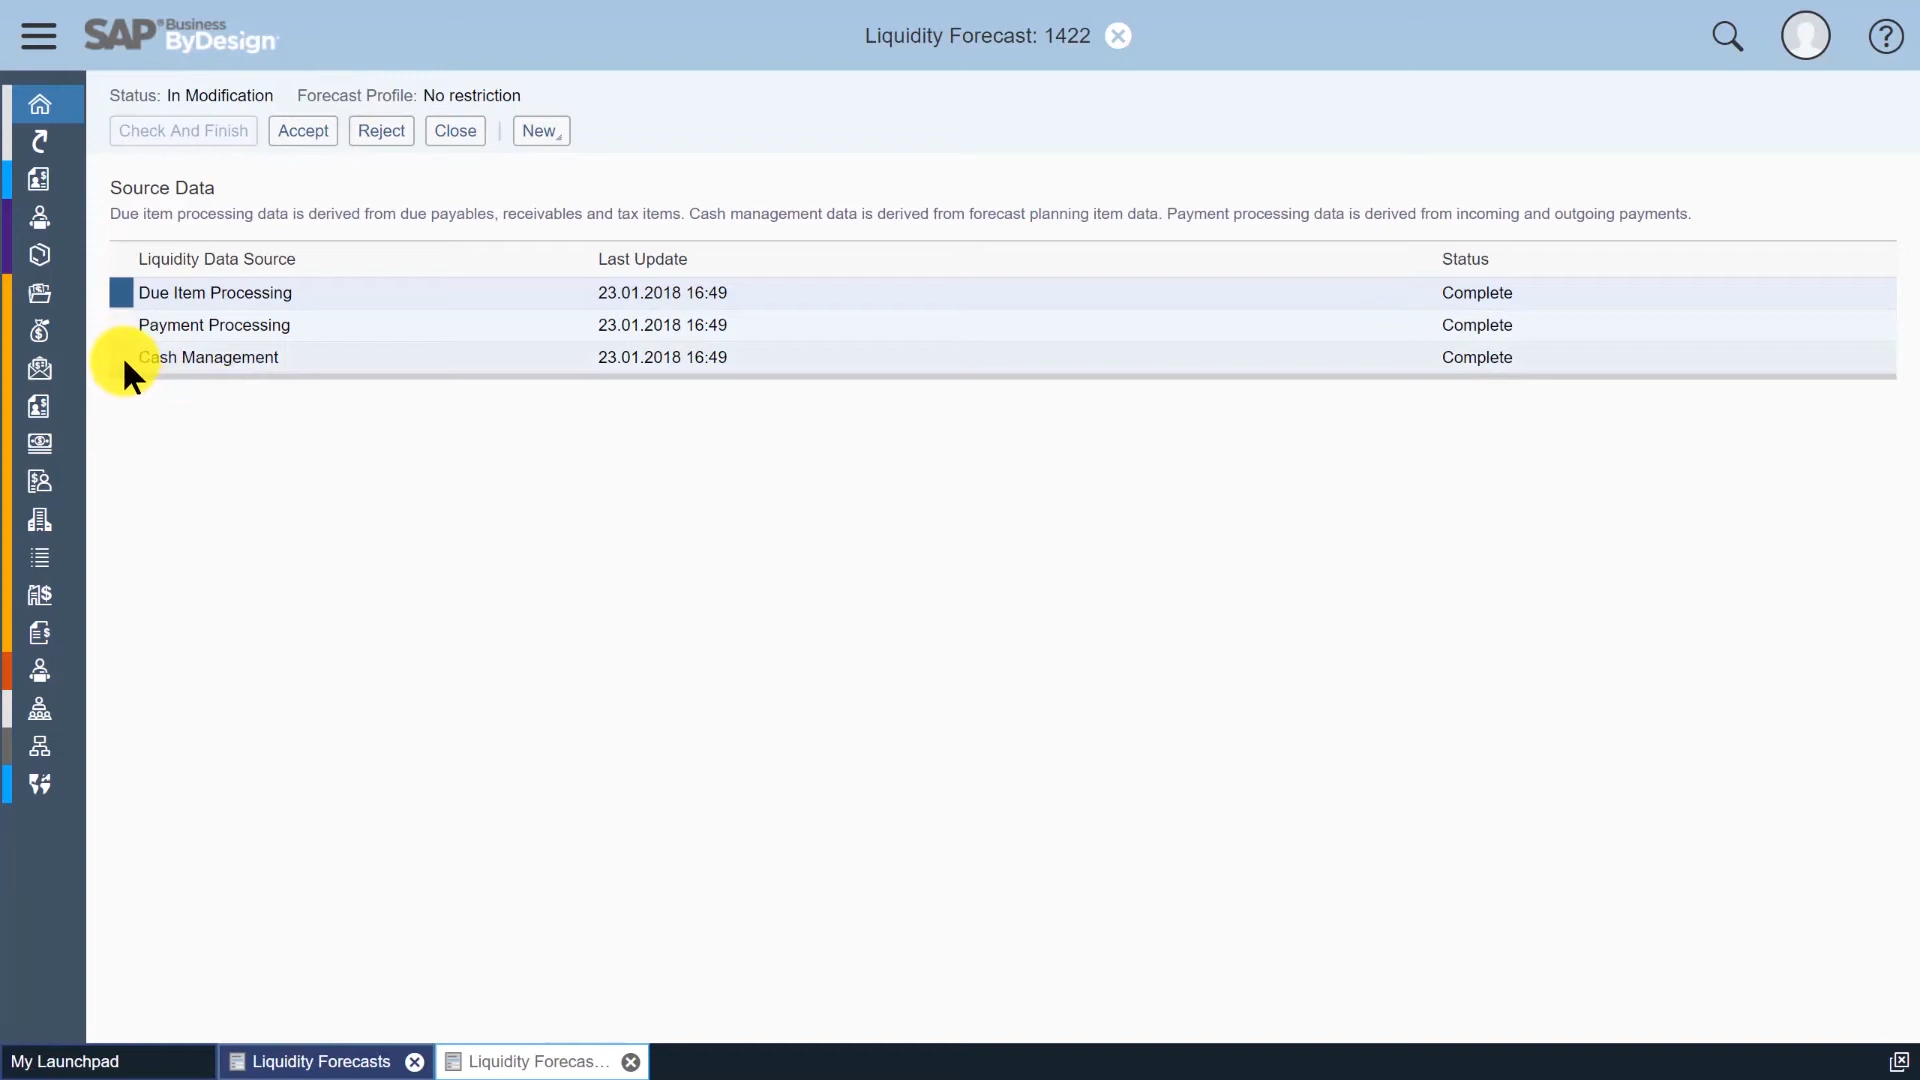 SAP Business ByDesign
Liquidity Forecast: 1422
Status: In Modification Forecast Profile: No restriction
Check And Finish Accept Reject Close New
Source Data
Due item processing data is derived from due payables, receivables and tax items. Cash management data is derived from forecast planning item data. Payment processing data is derived from incoming and outgoing payments.
Liquidity Data Source Last Update Status
Due Item Processing 23.01.2018 16:49 Complete
Payment Processing 23.01.2018 16:49 Complete
Cash Management 23.01.2018 16:49 Complete
My Launchpad Liquidity Forecasts Liquidity Forecas...